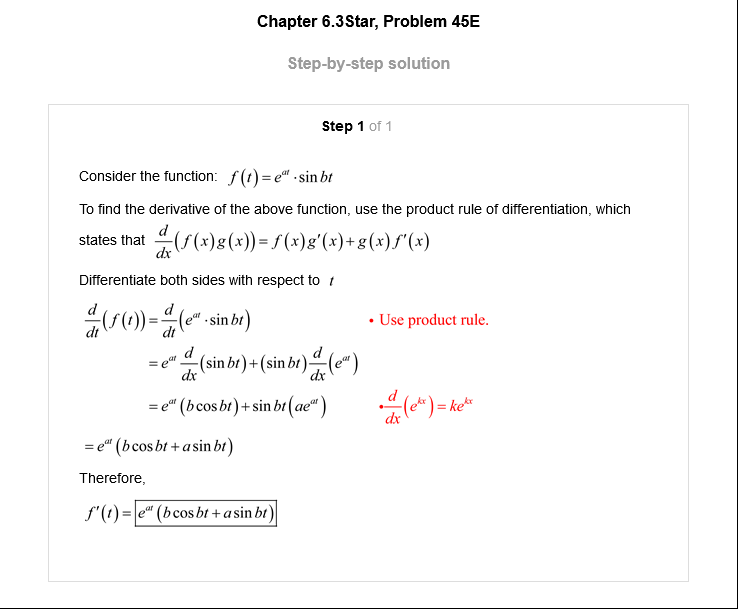 Chapter 6.3Star, Problem 45E
Step-by-step solution
Step 1 of 1
Consider the function: f(t)=e^{at}·sin bt
To find the derivative of the above function, use the product rule of differentiation, which
states that \frac{d}{dx}(f(x)g(x))=f(x)g'(x)+g(x)f'(x)
Differentiate both sides with respect to t
\frac{d}{dt}(f(t))=\frac{d}{dt}(e^{at}·sin bt) • Use product rule.
=e^{at}\frac{d}{dx}(sin bt)+(sin bt)\frac{d}{dx}(e^{at})
=e^{at}(b cos bt)+sin bt(ae^{at}) •\frac{d}{dx}(e^{kx})=ke^{kx}
=e^{at}(b cos bt+a sin bt)
Therefore,
f'(t)=e^{at}(b cos bt+a sin bt)